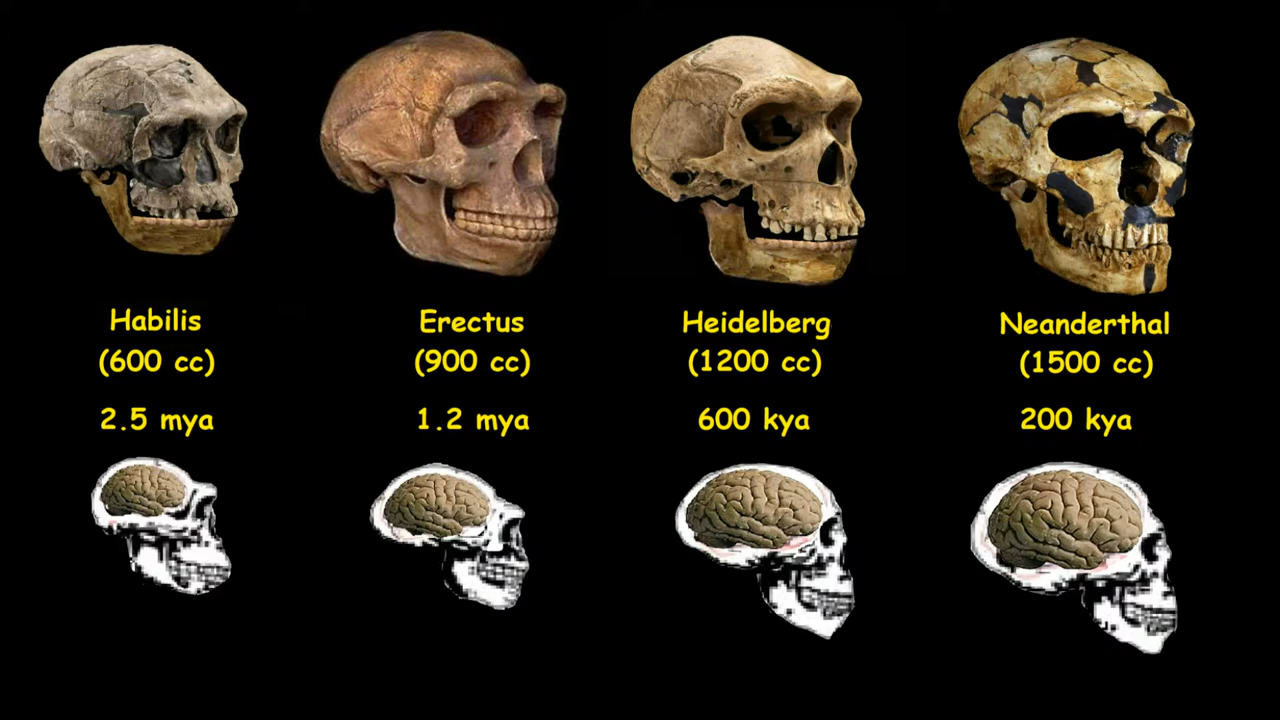 Habilis
(600 cc)
2.5 mya
Erectus
(900 cc)
1.2 mya
Heidelberg
(1200 cc)
600 kya
Neanderthal
(1500 cc)
200 kya